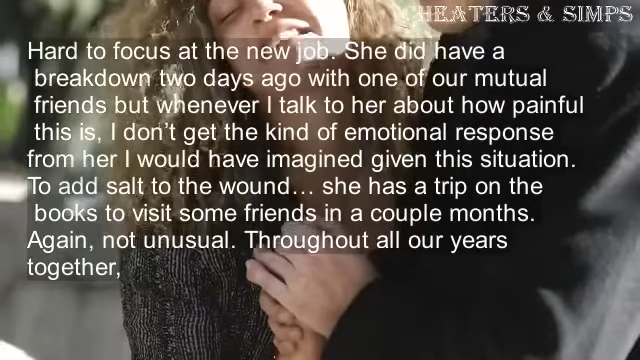 CHEATERS & SIMPS
Hard to focus at the new job. She did have a
breakdown two days ago with one of our mutual
friends but whenever I talk to her about how painful
this is, I don’t get the kind of emotional response
from her I would have imagined given this situation.
To add salt to the wound… she has a trip on the
books to visit some friends in a couple months.
Again, not unusual. Throughout all our years
together,